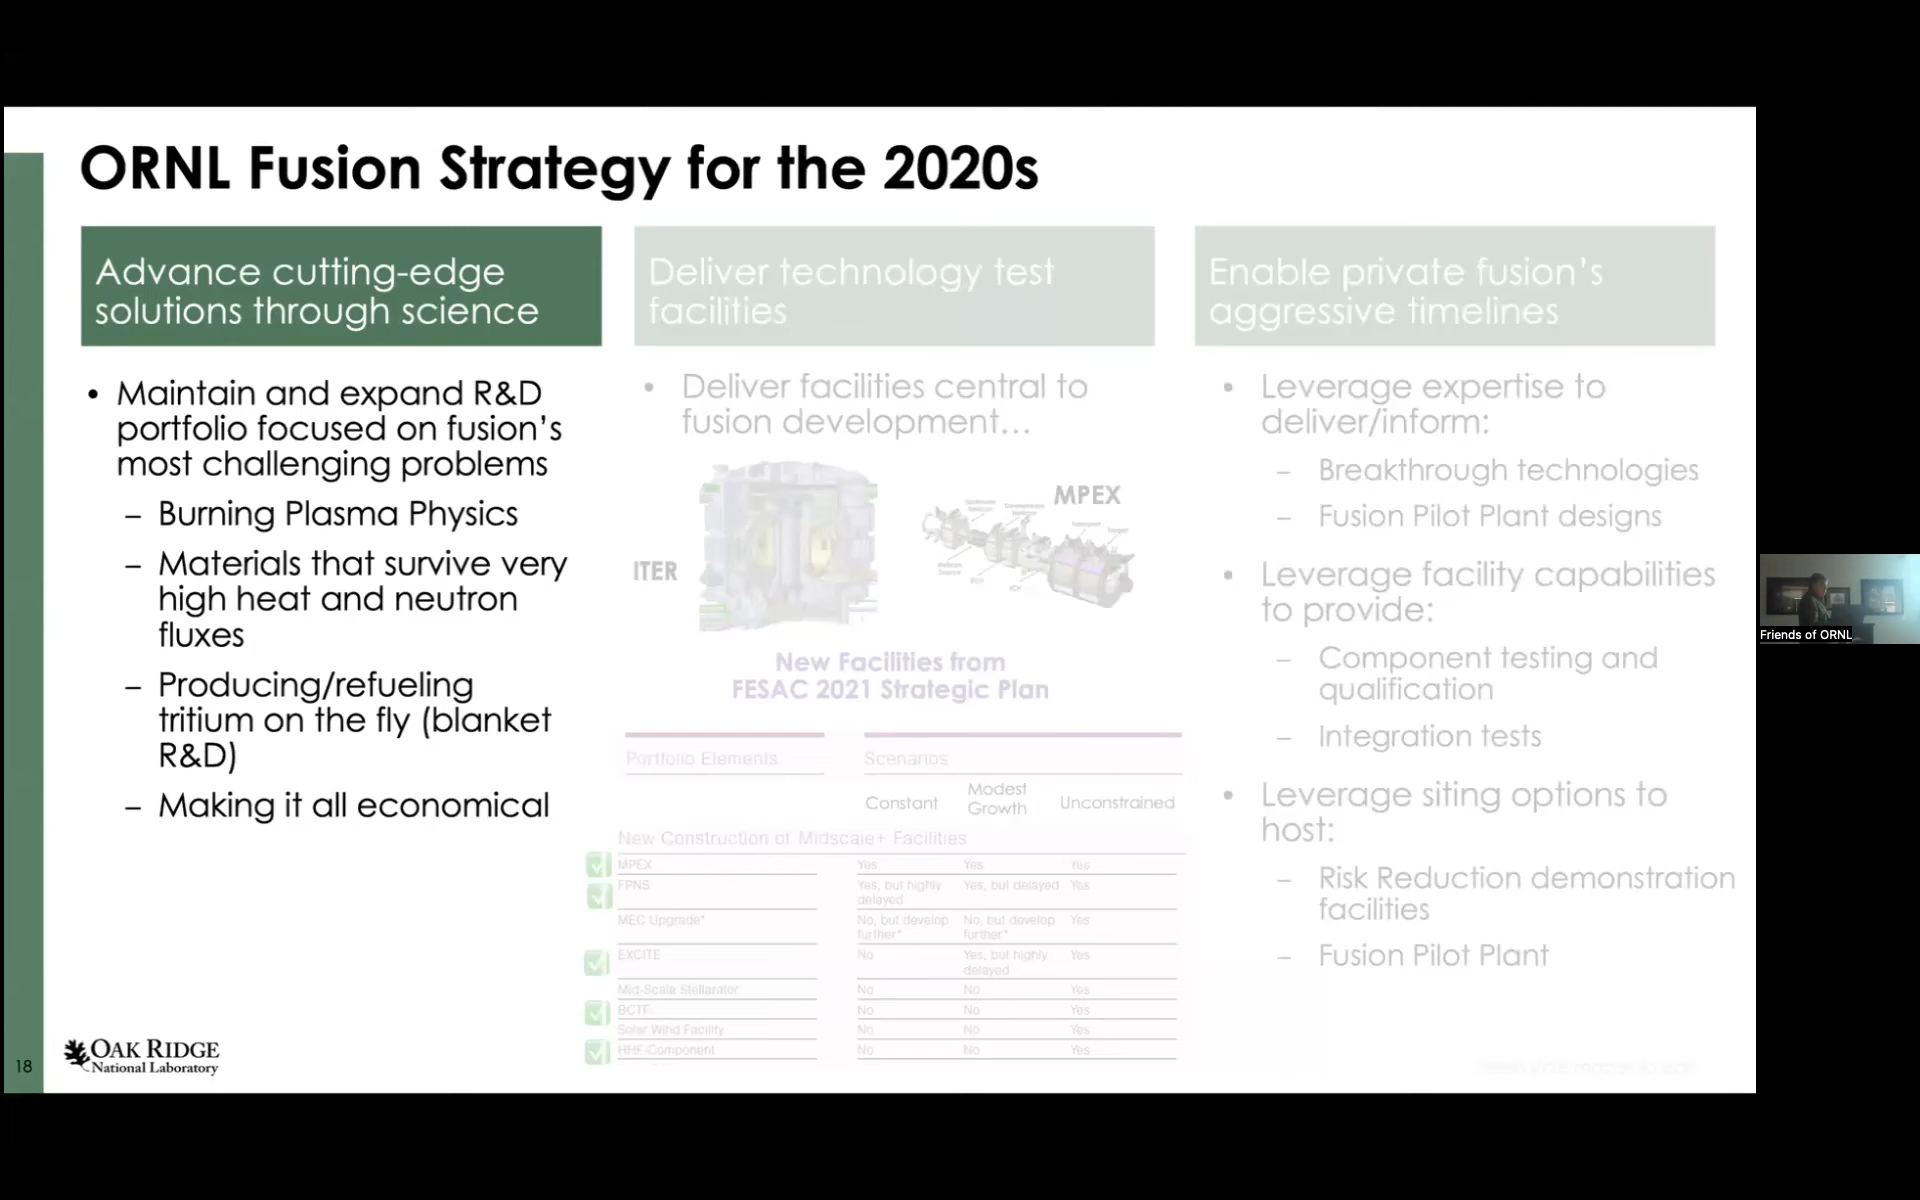 ORNL Fusion Strategy for the 2020s
Advance cutting-edge
solutions through science
• Maintain and expand R&D
portfolio focused on fusion's
most challenging problems
– Burning Plasma Physics
– Materials that survive very
high heat and neutron
fluxes
– Producing/refueling
tritium on the fly (blanket
R&D)
– Making it all economical
Deliver technology test
facilities
• Deliver facilities central to
fusion development...
ITER
MPEX
New Facilities from
FESAC 2021 Strategic Plan
Portfolio Elements Scenarios
Constant Modest Growth Unconstrained
New Construction of Midscale+ Facilities
MPEX Yes Yes Yes
FPNS Yes, but highly delayed Yes, but delayed Yes
MEC Upgrade* No, but develop further* No, but develop further* Yes
EXCITE No Yes, but highly delayed Yes
Mid-Scale Stellarator No No Yes
BCTF No No Yes
Solar Wind Facility No No Yes
HHF Component No No Yes
Enable private fusion's
aggressive timelines
• Leverage expertise to
deliver/inform:
– Breakthrough technologies
– Fusion Pilot Plant designs
• Leverage facility capabilities
to provide:
– Component testing and
qualification
– Integration tests
• Leverage siting options to
host:
– Risk Reduction demonstration
facilities
– Fusion Pilot Plant
18
OAK RIDGE
National Laboratory
Friends of ORNL